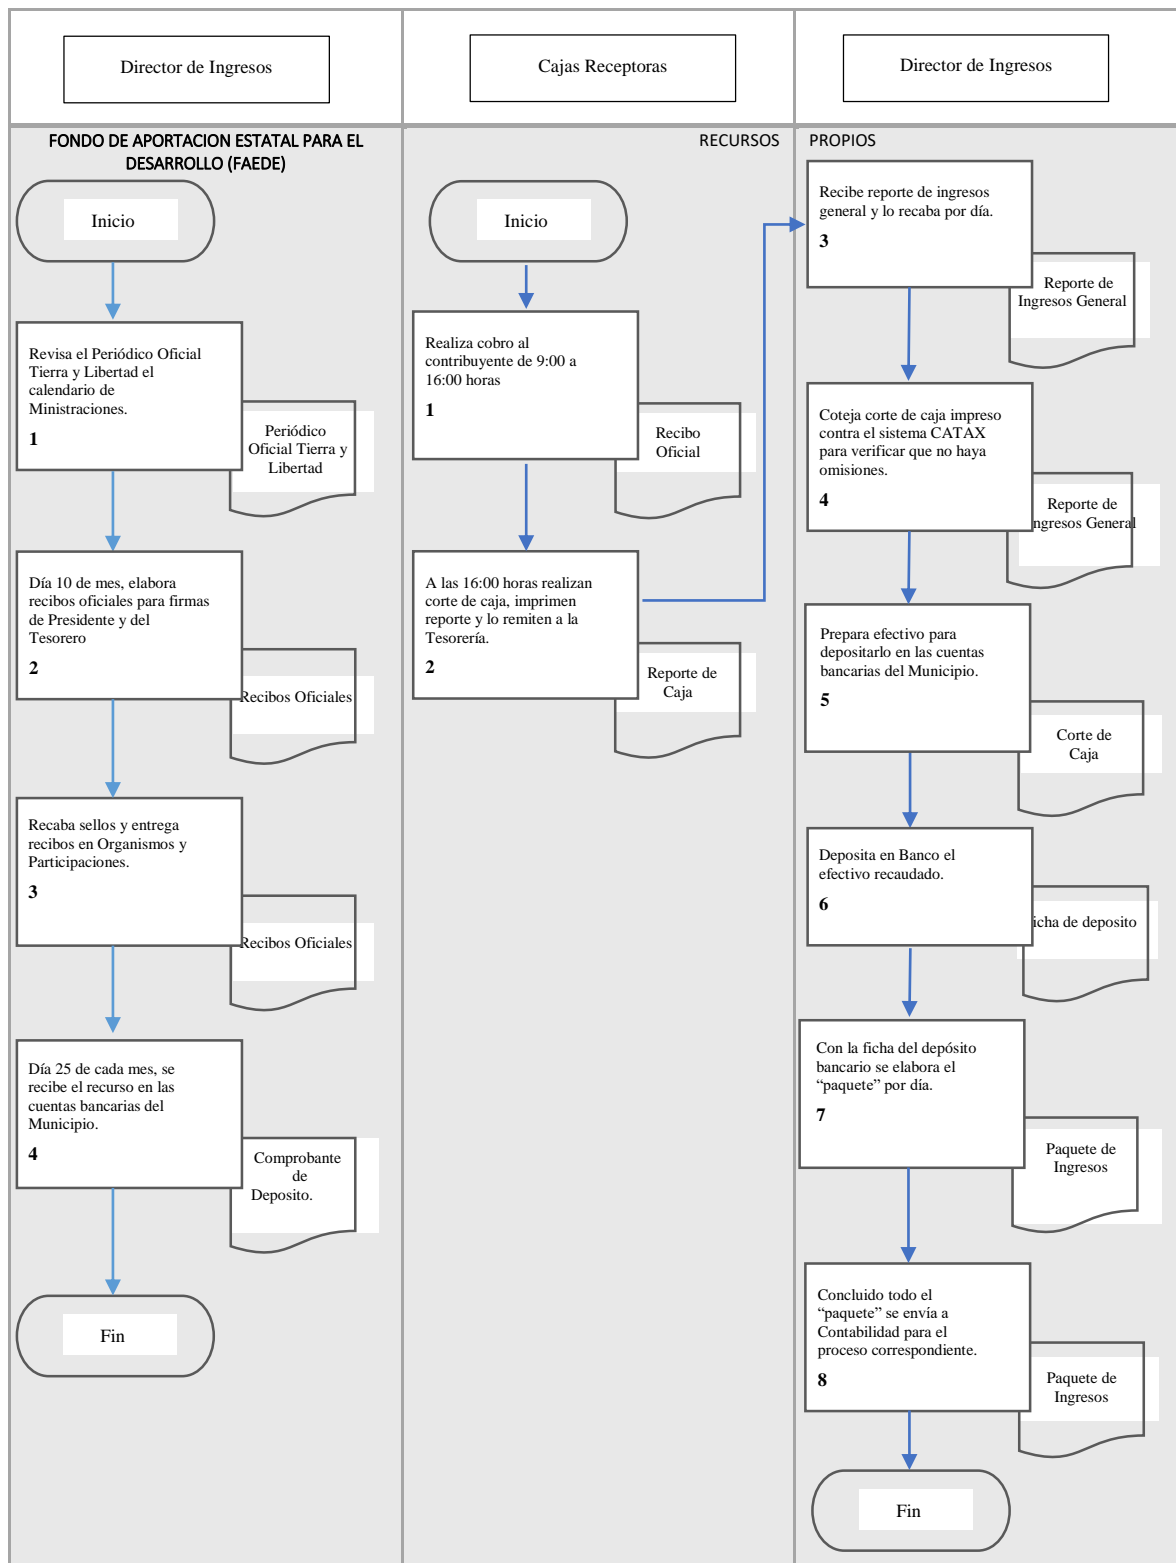 Director de Ingresos
Cajas Receptoras
Director de Ingresos
FONDO DE APORTACION ESTATAL PARA EL
DESARROLLO (FAEDE)
Inicio
Revisa el Periódico Oficial
Tierra y Libertad el
calendario de
Ministraciones.
1
Periódico
Oficial Tierra y
Libertad
Día 10 de mes, elabora
recibos oficiales para firmas
de Presidente y del
Tesorero
2
Recibos Oficiales
Recaba sellos y entrega
recibos en Organismos y
Participaciones.
3
Recibos Oficiales
Día 25 de cada mes, se
recibe el recurso en las
cuentas bancarias del
Municipio.
4
Comprobante
de
Deposito.
Fin
RECURSOS PROPIOS
Inicio
Realiza cobro al
contribuyente de 9:00 a
16:00 horas
1
Recibo
Oficial
A las 16:00 horas realizan
corte de caja, imprimen
reporte y lo remiten a la
Tesorería.
2
Reporte de
Caja
Recibe reporte de ingresos
general y lo recaba por día.
3
Reporte de
Ingresos General
Coteja corte de caja impreso
contra el sistema CATAX
para verificar que no haya
omisiones.
4
Reporte de
Ingresos General
Prepara efectivo para
depositarlo en las cuentas
bancarias del Municipio.
5
Corte de
Caja
Deposita en Banco el
efectivo recaudado.
6
icha de deposito
Con la ficha del depósito
bancario se elabora el
“paquete” por día.
7
Paquete de
Ingresos
Concluido todo el
“paquete” se envía a
Contabilidad para el
proceso correspondiente.
8
Paquete de
Ingresos
Fin